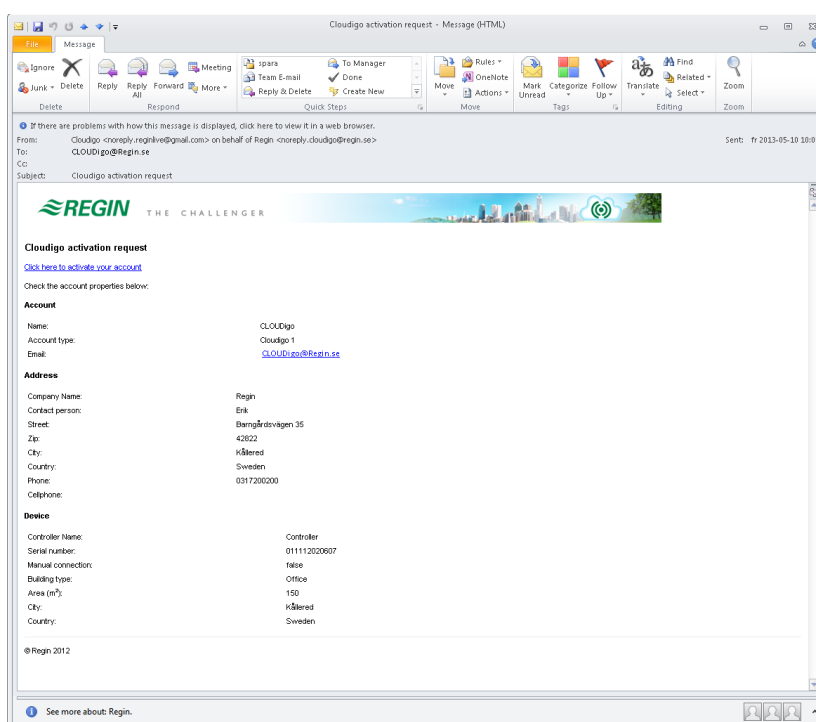 Cloudigo activation request - Message (HTML)
File Message
Ignore Delete Reply Reply All Forward Meeting spara To Manager Move Rules OneNote Mark Unread Categorize Follow Up Translate Find Related Zoom
Junk More Team E-mail Done Actions Select
Reply & Delete Create New
Delete Respond Quick Steps Move Tags Editing Zoom
If there are problems with how this message is displayed, click here to view it in a web browser.
From: Cloudigo <noreply.reginlive@gmail.com> on behalf of Regin <noreply.cloudigo@regin.se> Sent: fr 2013-05-10 10:0
To: CLOUDigo@Regin.se
Cc:
Subject: Cloudigo activation request
REGIN THE CHALLENGER
Cloudigo activation request
Click here to activate your account
Check the account properties below:
Account
Name: CLOUDigo
Account type: Cloudigo 1
Email: CLOUDigo@Regin.se
Address
Company Name: Regin
Contact person: Erik
Street: Barngårdsvägen 35
Zip: 42822
City: Kållered
Country: Sweden
Phone: 0317200200
Cellphone:
Device
Controller Name: Controller
Serial number: 011112020607
Manual connection: false
Building type: Office
Area (m²): 150
City: Kållered
Country: Sweden
© Regin 2012
See more about: Regin.